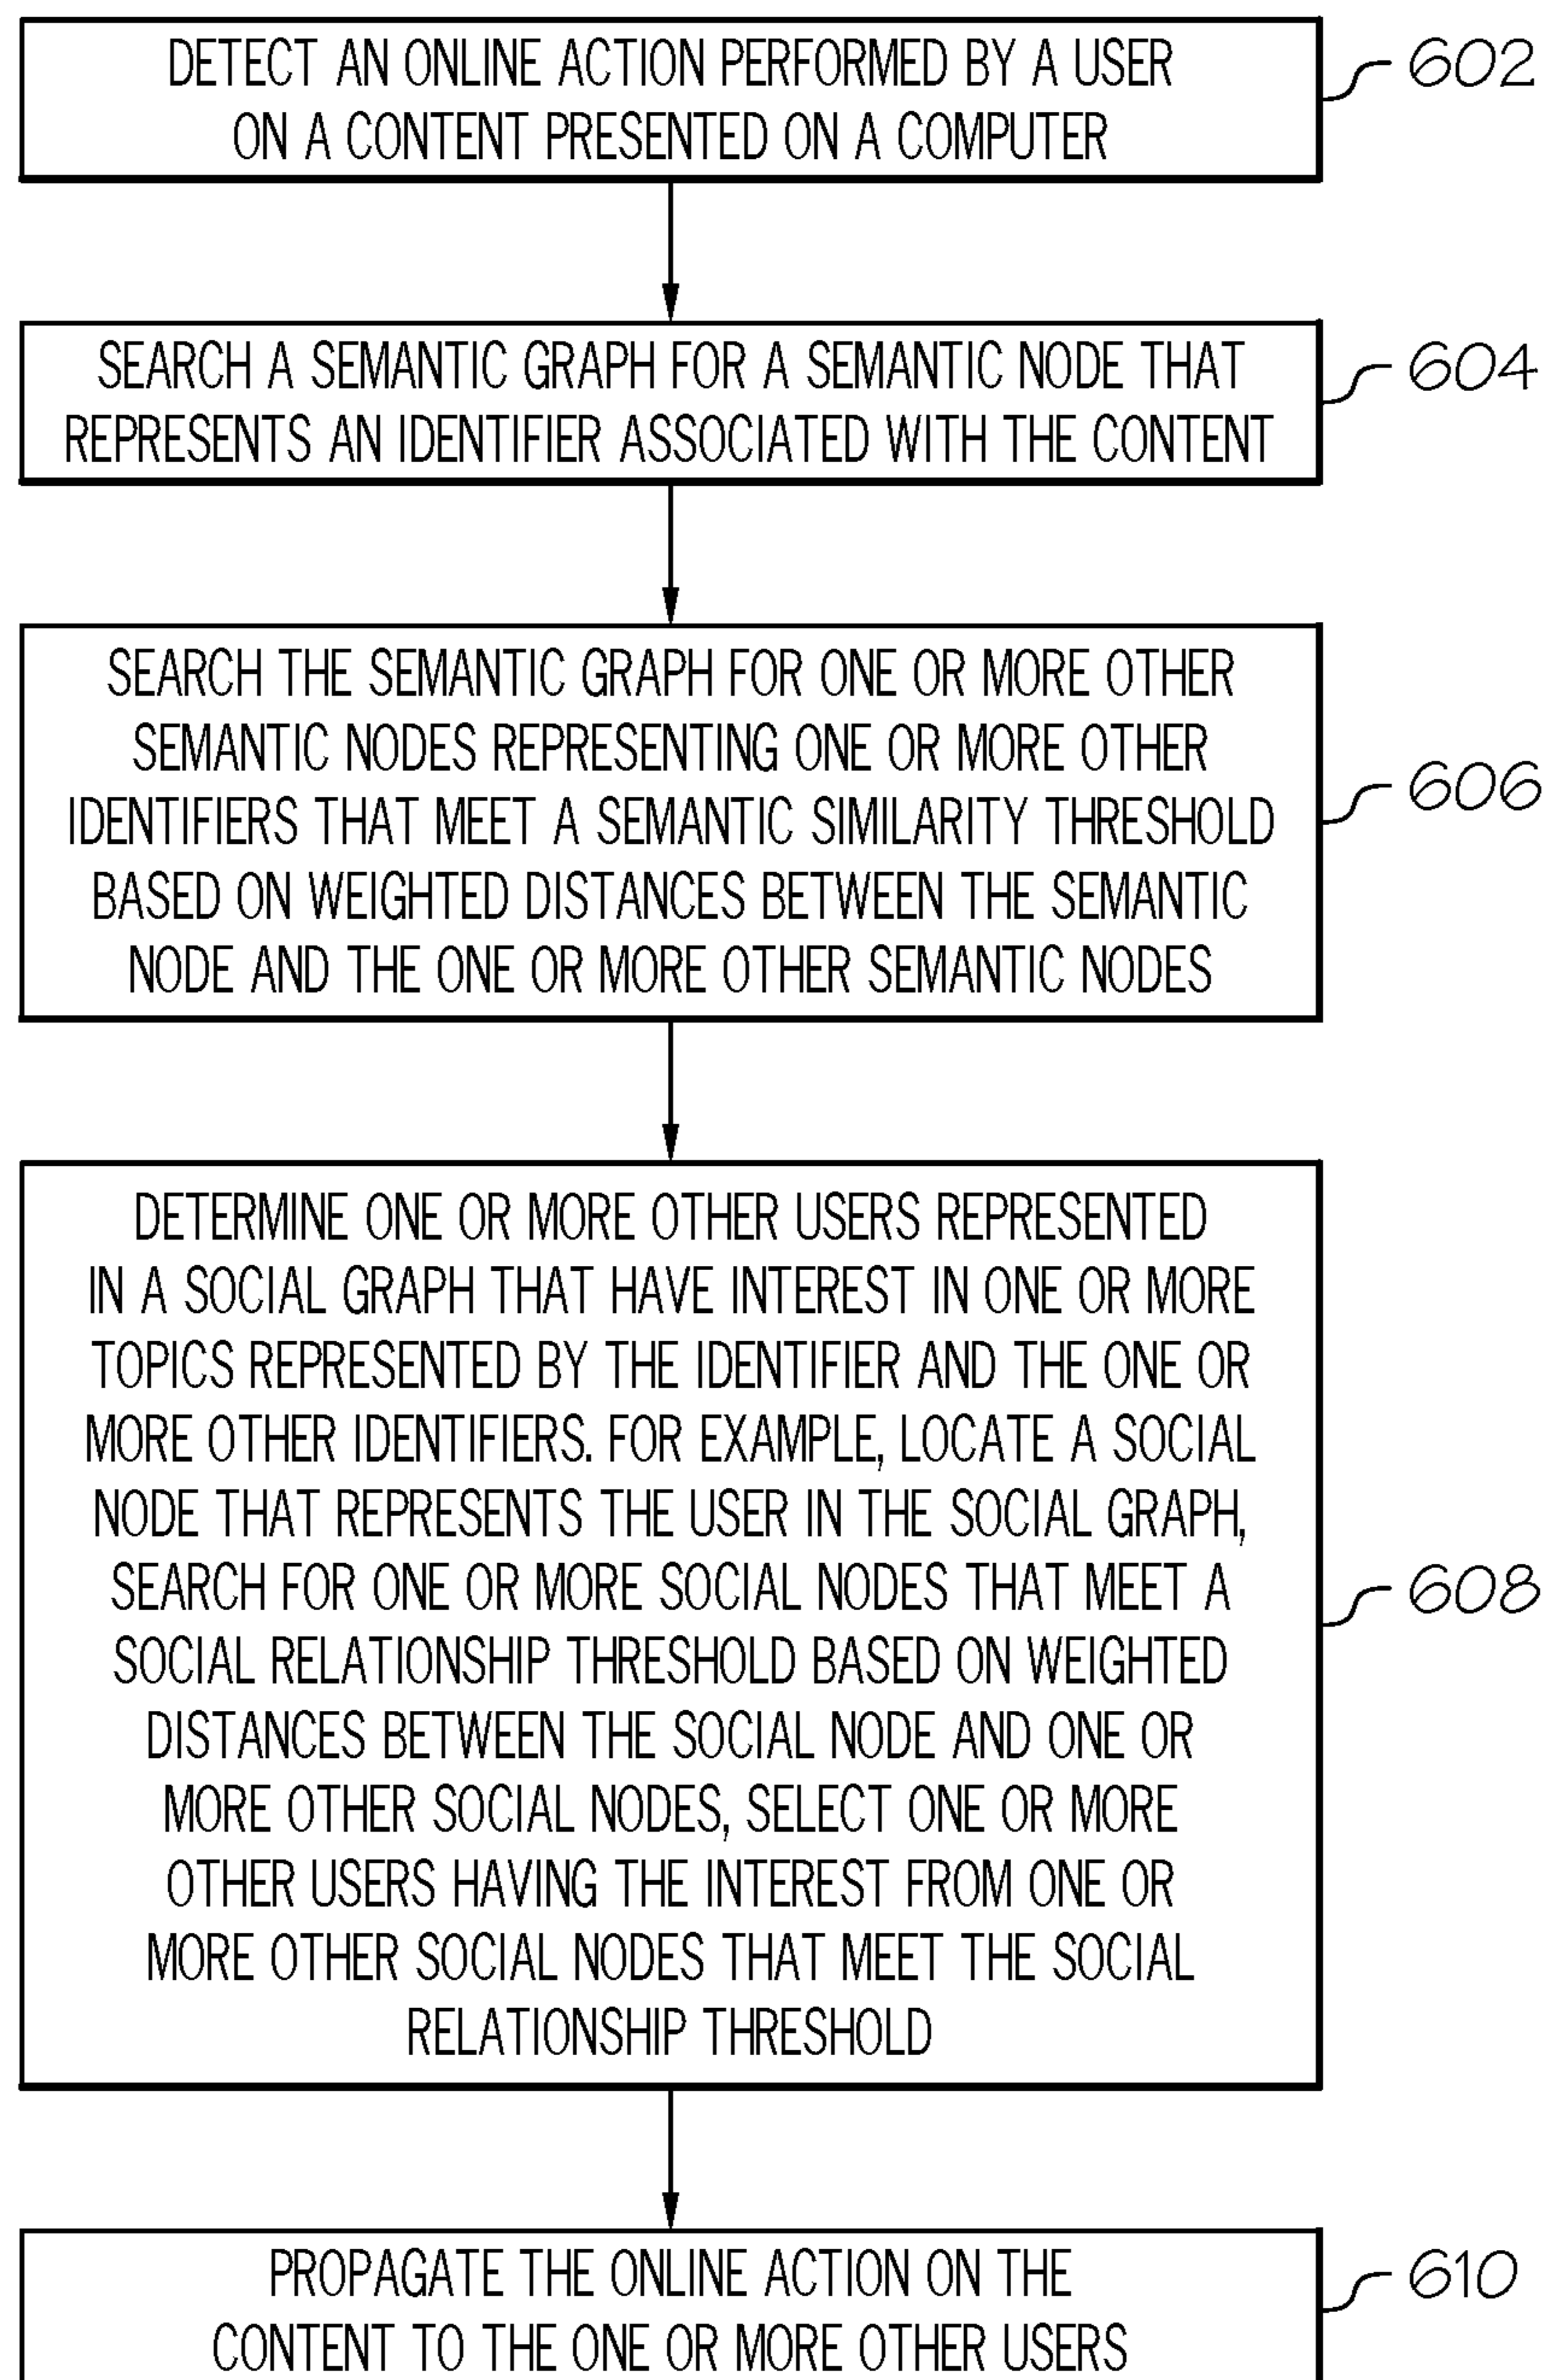 DETECT AN ONLINE ACTION PERFORMED BY A USER
ON A CONTENT PRESENTED ON A COMPUTER
602
SEARCH A SEMANTIC GRAPH FOR A SEMANTIC NODE THAT
REPRESENTS AN IDENTIFIER ASSOCIATED WITH THE CONTENT
604
SEARCH THE SEMANTIC GRAPH FOR ONE OR MORE OTHER
SEMANTIC NODES REPRESENTING ONE OR MORE OTHER
IDENTIFIERS THAT MEET A SEMANTIC SIMILARITY THRESHOLD
BASED ON WEIGHTED DISTANCES BETWEEN THE SEMANTIC
NODE AND THE ONE OR MORE OTHER SEMANTIC NODES
606
DETERMINE ONE OR MORE OTHER USERS REPRESENTED
IN A SOCIAL GRAPH THAT HAVE INTEREST IN ONE OR MORE
TOPICS REPRESENTED BY THE IDENTIFIER AND THE ONE OR
MORE OTHER IDENTIFIERS. FOR EXAMPLE, LOCATE A SOCIAL
NODE THAT REPRESENTS THE USER IN THE SOCIAL GRAPH,
SEARCH FOR ONE OR MORE SOCIAL NODES THAT MEET A
SOCIAL RELATIONSHIP THRESHOLD BASED ON WEIGHTED
DISTANCES BETWEEN THE SOCIAL NODE AND ONE OR
MORE OTHER SOCIAL NODES, SELECT ONE OR MORE
OTHER USERS HAVING THE INTEREST FROM ONE OR
MORE OTHER SOCIAL NODES THAT MEET THE SOCIAL
RELATIONSHIP THRESHOLD
608
PROPAGATE THE ONLINE ACTION ON THE
CONTENT TO THE ONE OR MORE OTHER USERS
610